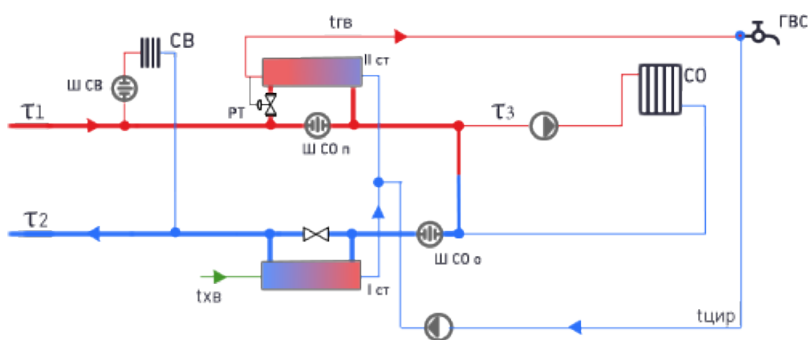 tгв
ГВС
СВ
II ст
Ш СВ
СО
τ1
РТ
τ3
Ш СО п
τ2
Ш СО о
I ст
tхв
tцир